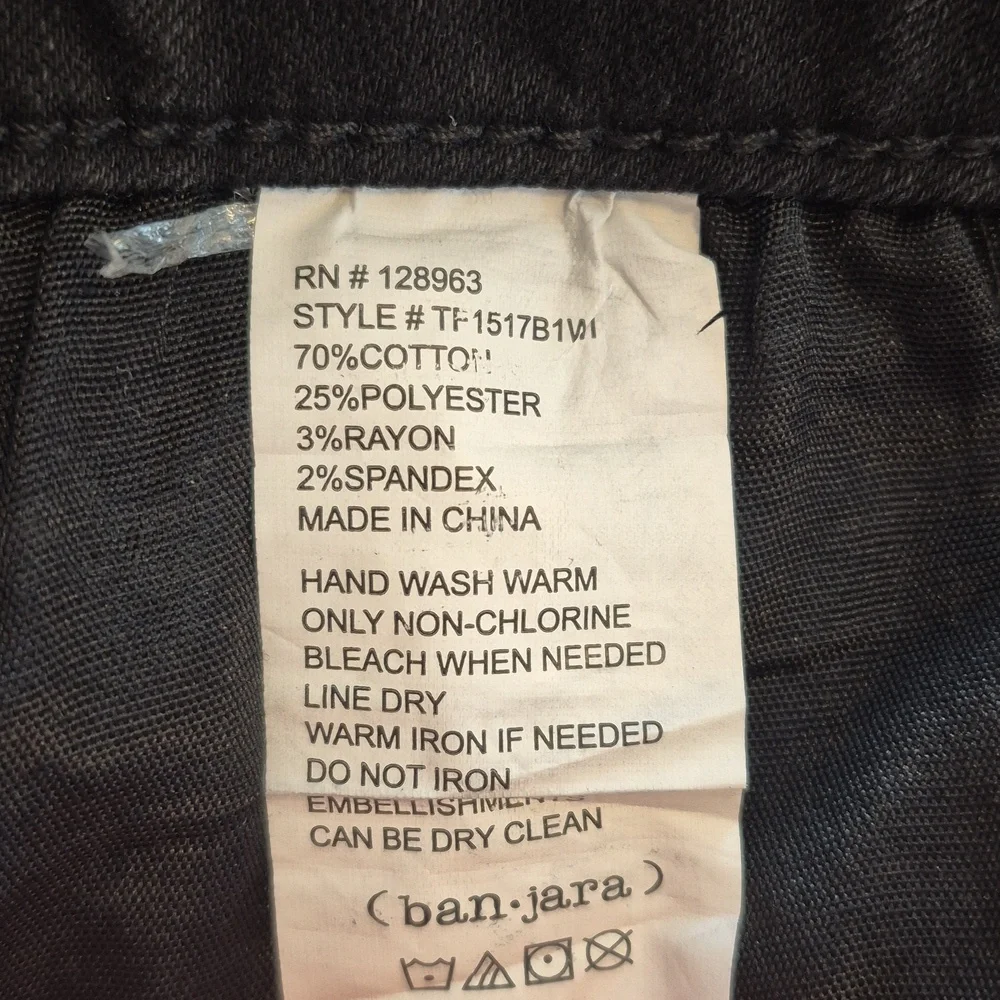 RN # 128963
STYLE #
70%COTTON
25%POLYESTER
3%RAYON
2%SPANDEX
MADE IN CHINA
HAND WASH WARM
ONLY NON-CHLORINE
BLEACH WHEN NEEDED
LINE DRY
WARM IRON IF NEEDED
DO NOT IRON
EMBELLISHMENTS
CAN BE DRY CLEAN
(ban·jara)